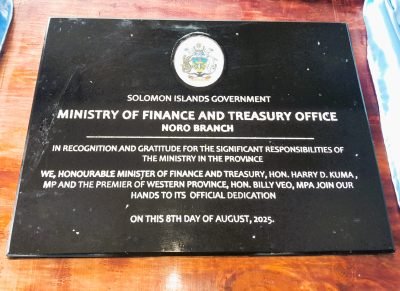 SOLOMON ISLANDS GOVERNMENT
MINISTRY OF FINANCE AND TREASURY OFFICE
NORO BRANCH
IN RECOGNITION AND GRATITUDE FOR THE SIGNIFICANT RESPONSIBILITIES OF
THE MINISTRY IN THE PROVINCE
WE, HONOURABLE MINISTER OF FINANCE AND TREASURY, HON. HARRY D. KUMA ,
MP AND THE PREMIER OF WESTERN PROVINCE, HON. BILLY VEO, MPA JOIN OUR
HANDS TO ITS OFFICIAL DEDICATION
ON THIS 8TH DAY OF AUGUST, 2025.